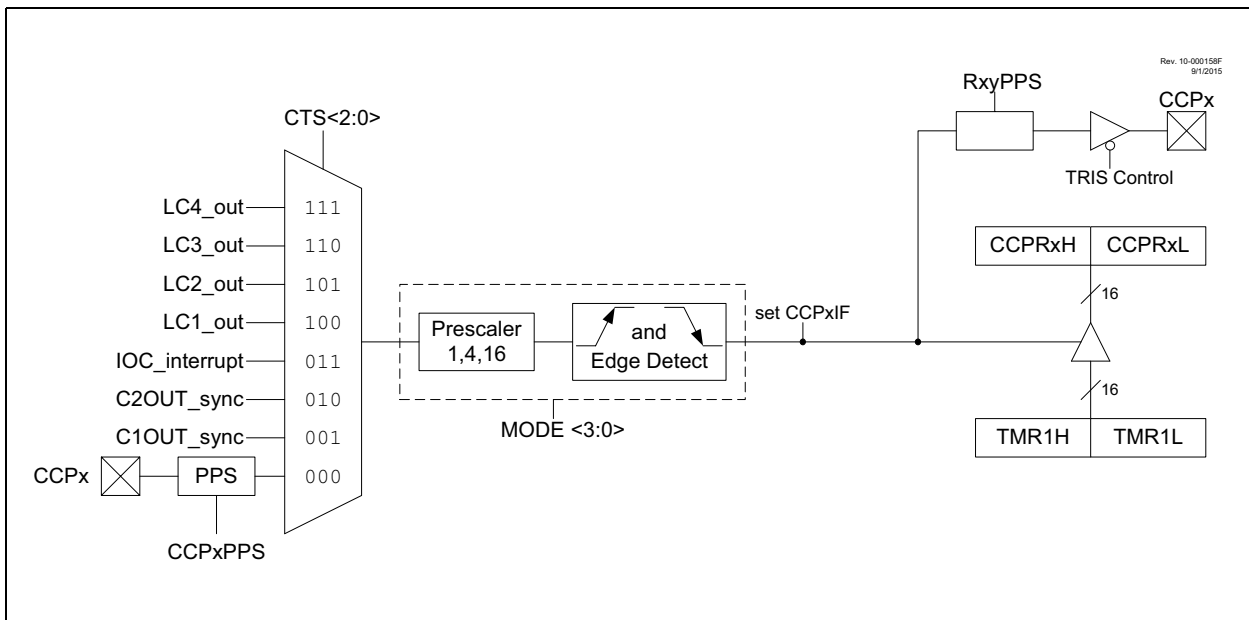 Rev. 10-000158F
9/1/2015
RxyPPS
CCPx
CTS<2:0>
TRIS Control
LC4_out 111
LC3_out 110
LC2_out 101
LC1_out 100
IOC_interrupt 011
C2OUT_sync 010
C1OUT_sync 001
CCPx PPS 000
CCPxPPS
Prescaler
1,4,16
and
Edge Detect
MODE <3:0>
set CCPxIF
CCPRxH CCPRxL
16
16
TMR1H TMR1L